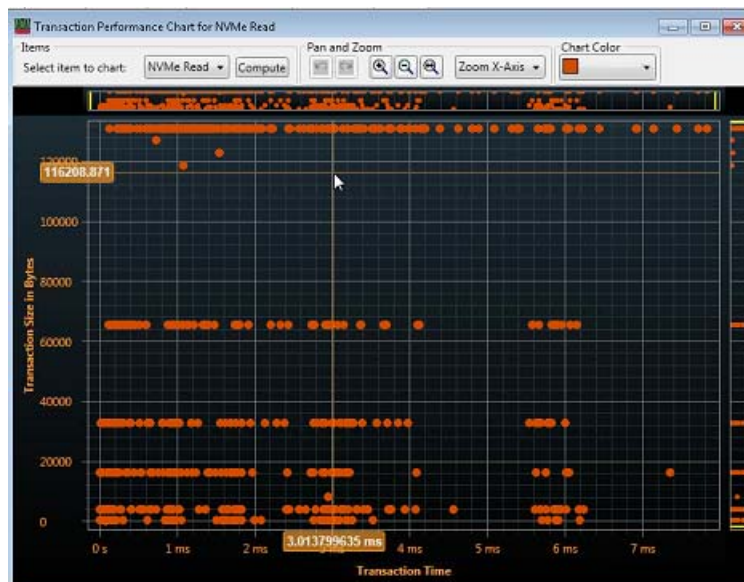 Transaction Performance Chart for NVMe Read
Items
Pan and Zoom
Chart Color
Select item to chart:
NVMe Read
Compute
Zoom X-Axis
120000
116208.871
100000
80000
60000
40000
20000
0
Transaction Size in Bytes
0 s
1 ms
2 ms
3.013799635 ms
4 ms
5 ms
6 ms
7 ms
Transaction Time